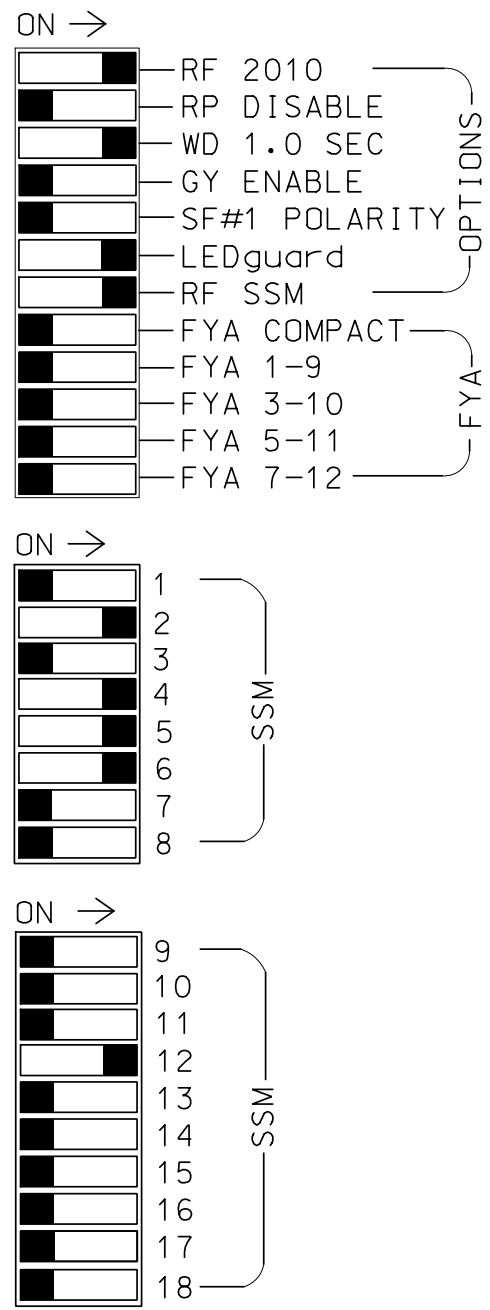 ON →
RF 2010
RP DISABLE
WD 1.0 SEC
GY ENABLE
SF#1 POLARITY
LEDguard
RF SSM
OPTIONS
FYA COMPACT
FYA 1-9
FYA 3-10
FYA 5-11
FYA 7-12
FYA
ON →
1
2
3
4
5
6
7
8
SSM
ON →
9
10
11
12
13
14
15
16
17
18
SSM